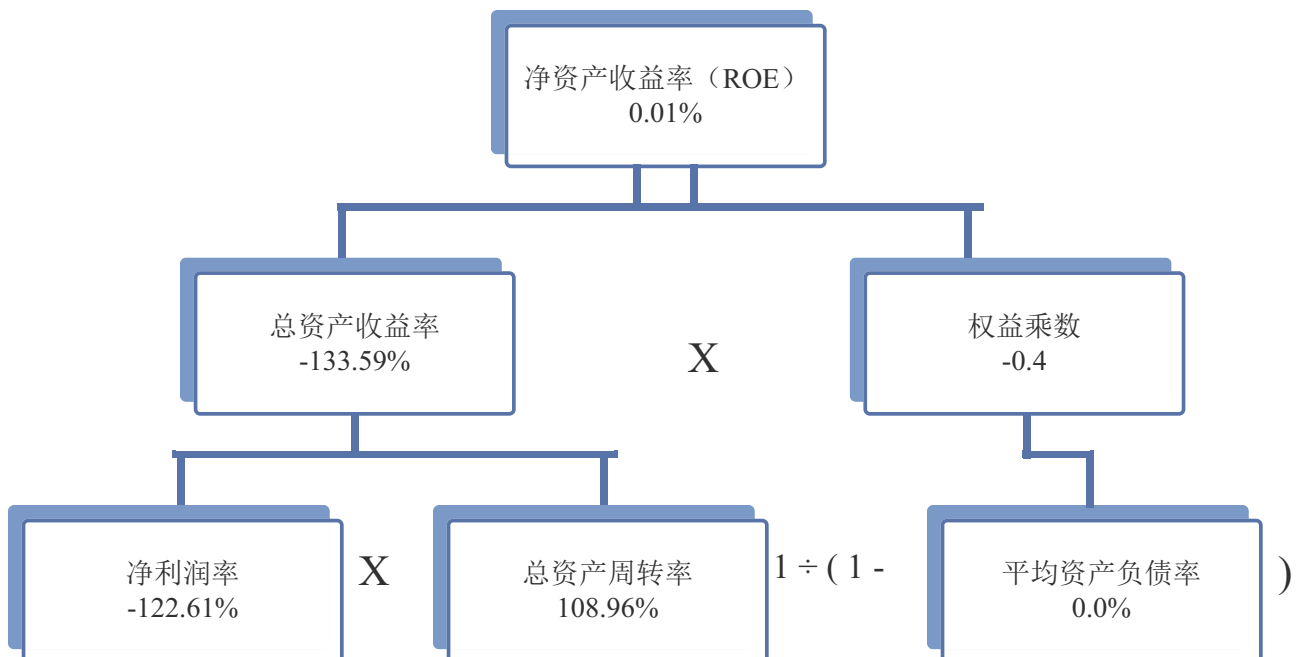 净资产收益率（ROE）
0.01%
总资产收益率
-133.59%
X
权益乘数
-0.4
净利润率
-122.61%
X
总资产周转率
108.96%
1 ÷ ( 1 -
平均资产负债率
0.0%
)